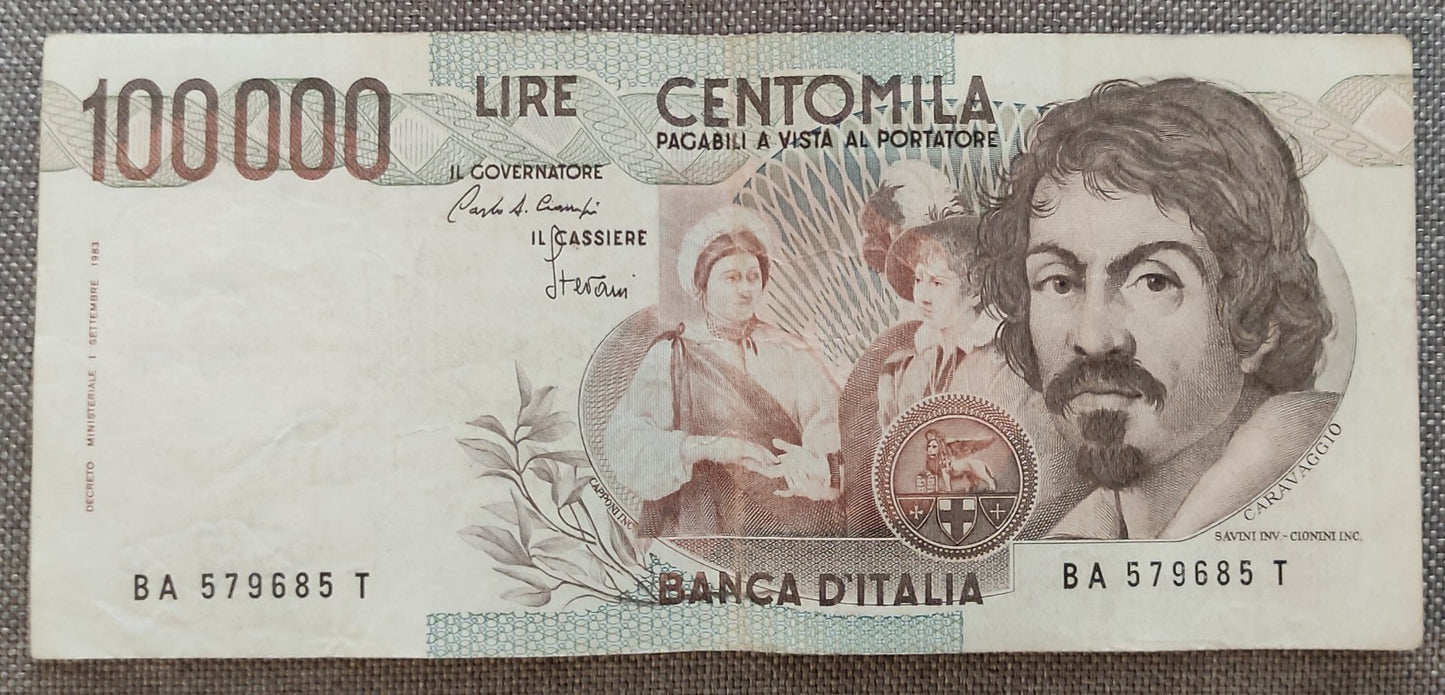 100000
LIRE CENTOMILA
PAGABILI A VISTA AL PORTATORE
IL GOVERNATORE
Carlo A. Ciampi
IL CASSIERE
Stevani
DECRETO MINISTERIALE 1 SETTEMBRE 1983
CAPPONI INC.
CARAVAGGIO
SAVINI INV. - CIONINI INC.
BA 579685 T
BANCA D'ITALIA
BA 579685 T